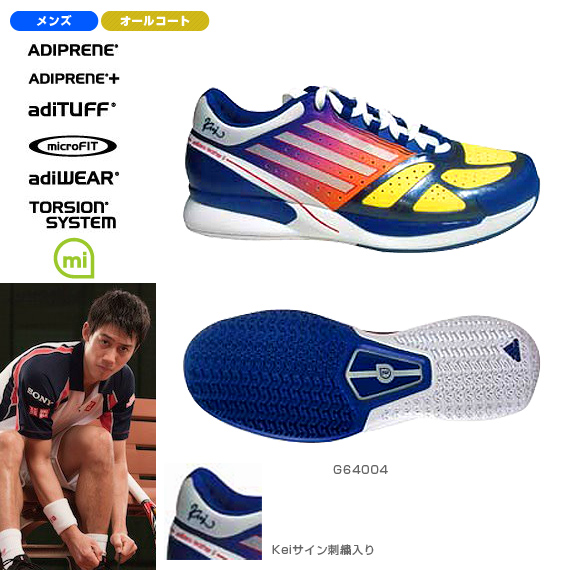 メンズ
オールコート
ADIPRENE®
ADIPRENE®+
adiTUFF®
microFIT
adiWEAR®
TORSION®
SYSTEM
mi
SONY
G64004
Keiサイン刺繡入り